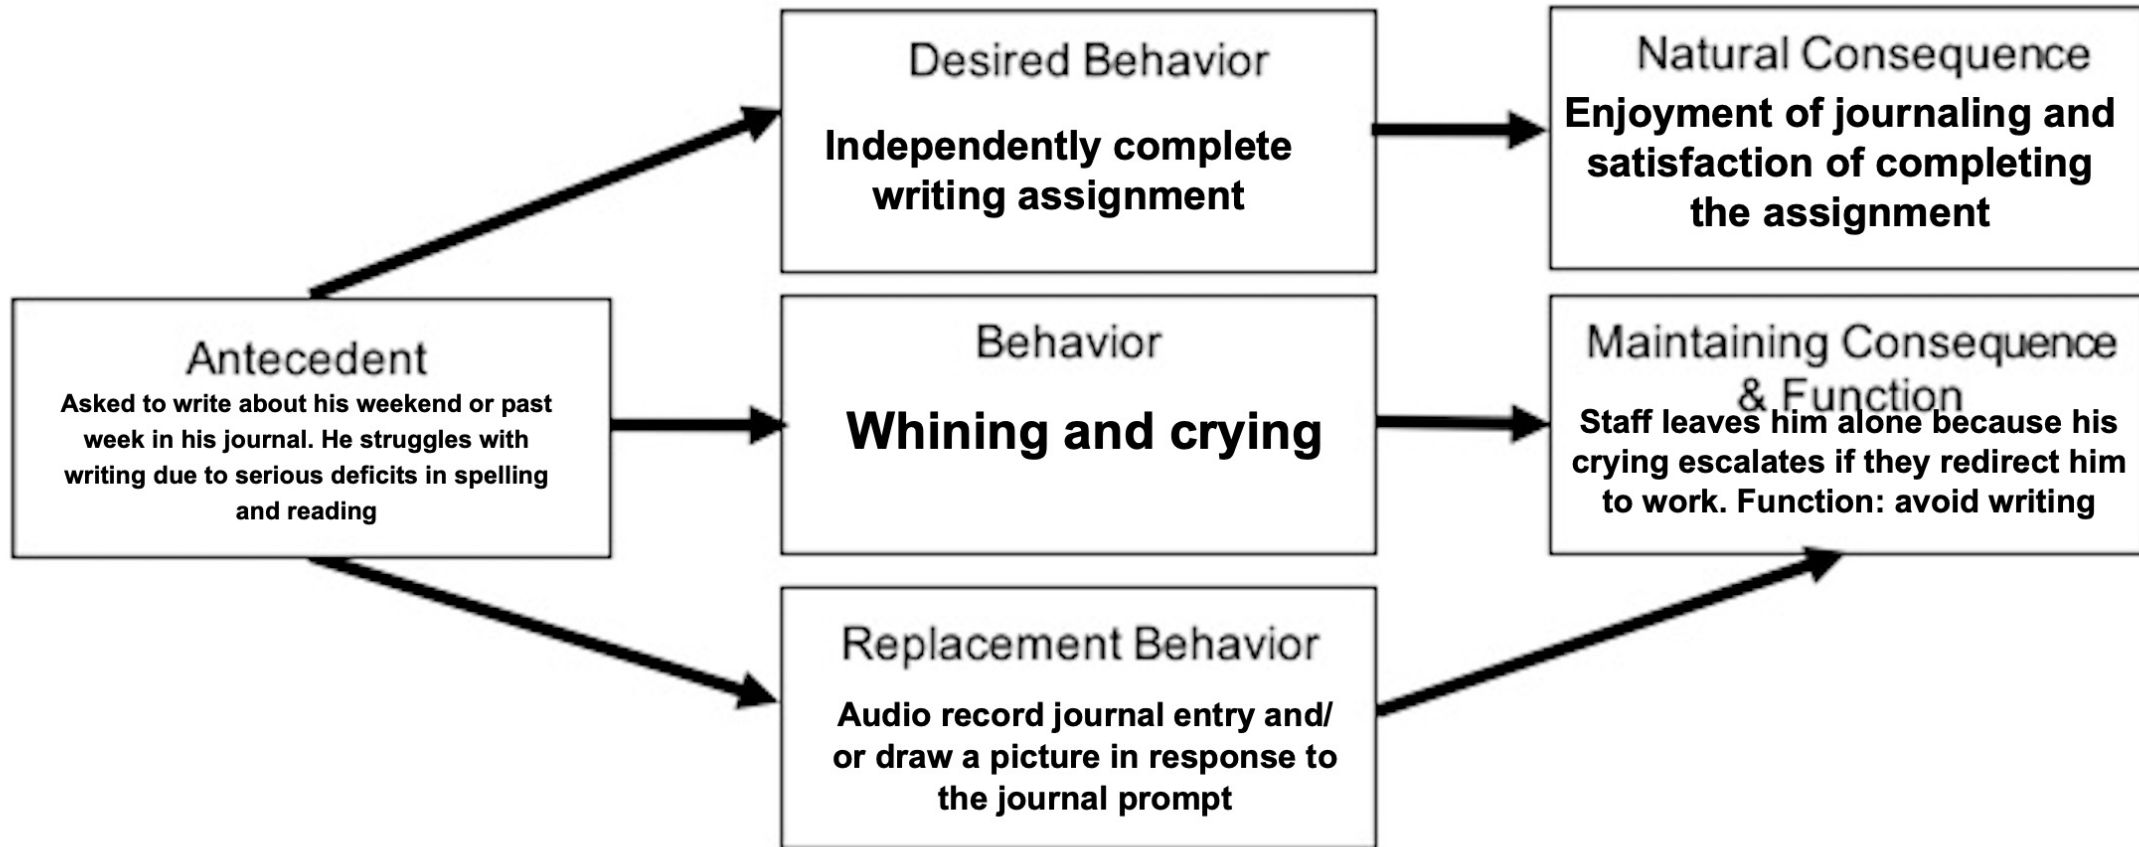 Antecedent
Asked to write about his weekend or past
week in his journal. He struggles with
writing due to serious deficits in spelling
and reading
Desired Behavior
Independently complete
writing assignment
Natural Consequence
Enjoyment of journaling and
satisfaction of completing
the assignment
Behavior
Whining and crying
Maintaining Consequence
& Function
Staff leaves him alone because his
crying escalates if they redirect him
to work. Function: avoid writing
Replacement Behavior
Audio record journal entry and/
or draw a picture in response to
the journal prompt